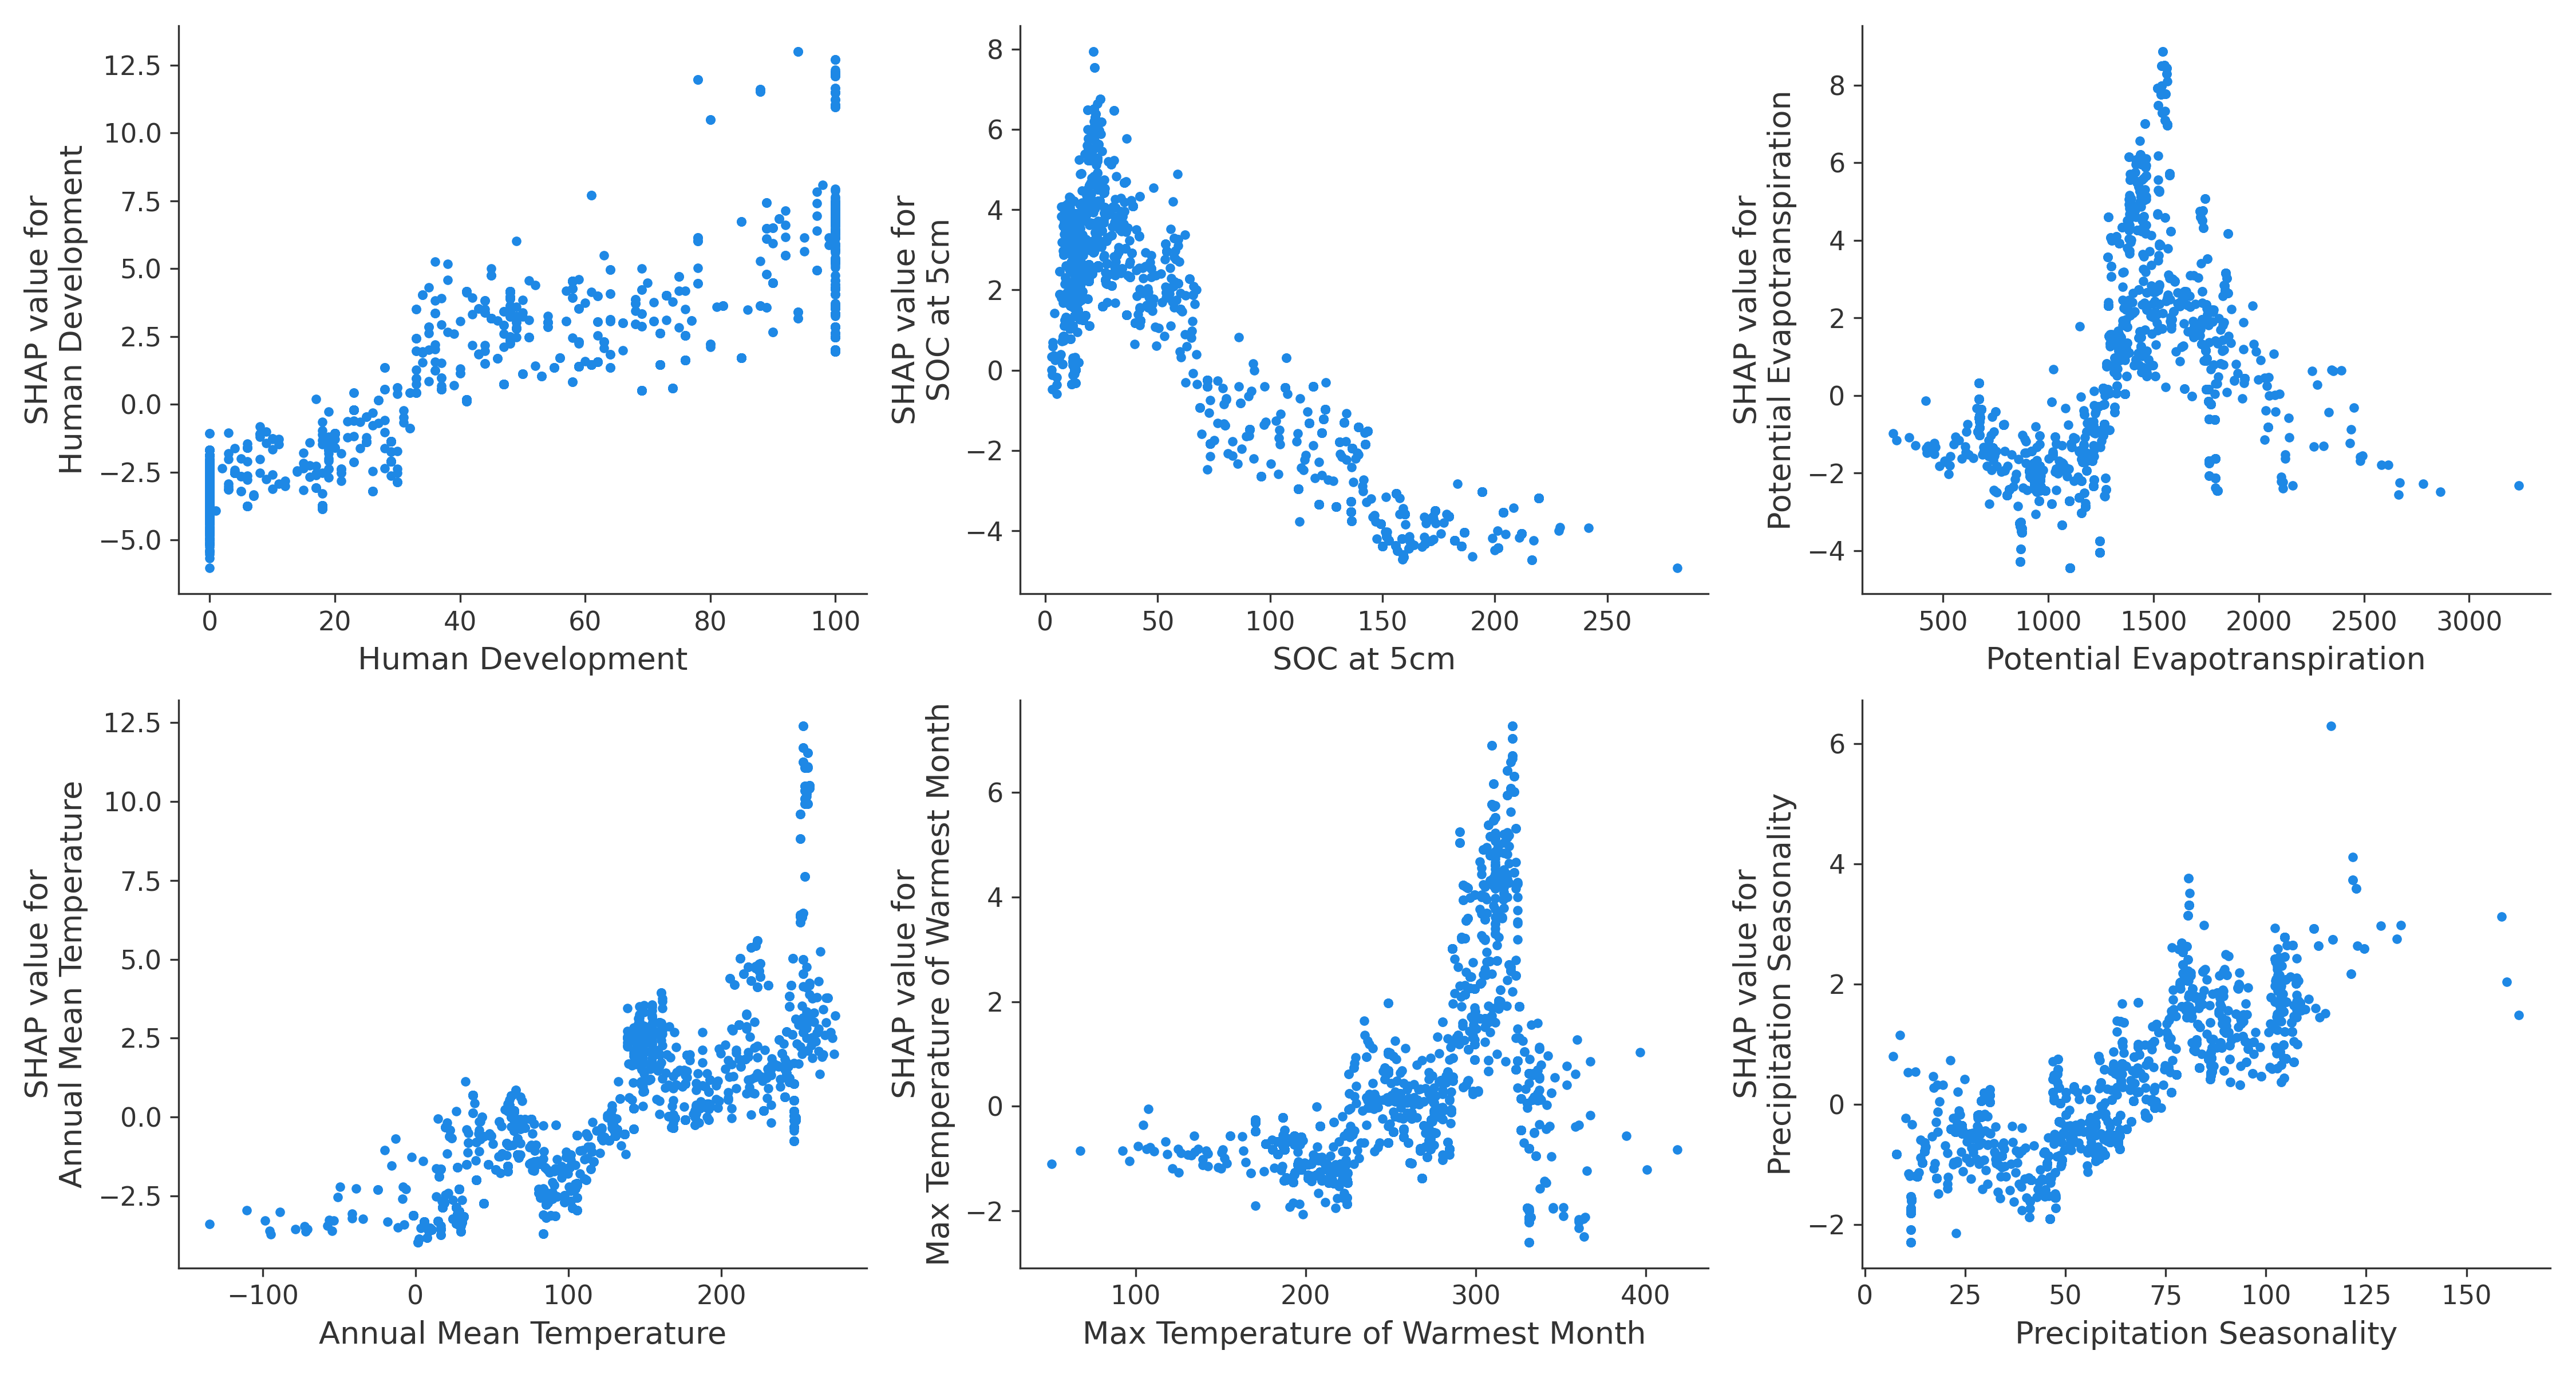 SHAP value for
Human Development
12.5
10.0
7.5
5.0
2.5
0.0
−2.5
−5.0
0 20 40 60 80 100
Human Development
SHAP value for
SOC at 5cm
8
6
4
2
0
−2
−4
0 50 100 150 200 250
SOC at 5cm
SHAP value for
Potential Evapotranspiration
8
6
4
2
0
−2
−4
500 1000 1500 2000 2500 3000
Potential Evapotranspiration
SHAP value for
Annual Mean Temperature
12.5
10.0
7.5
5.0
2.5
0.0
−2.5
−100 0 100 200
Annual Mean Temperature
SHAP value for
Max Temperature of Warmest Month
6
4
2
0
−2
100 200 300 400
Max Temperature of Warmest Month
SHAP value for
Precipitation Seasonality
6
4
2
0
−2
0 25 50 75 100 125 150
Precipitation Seasonality